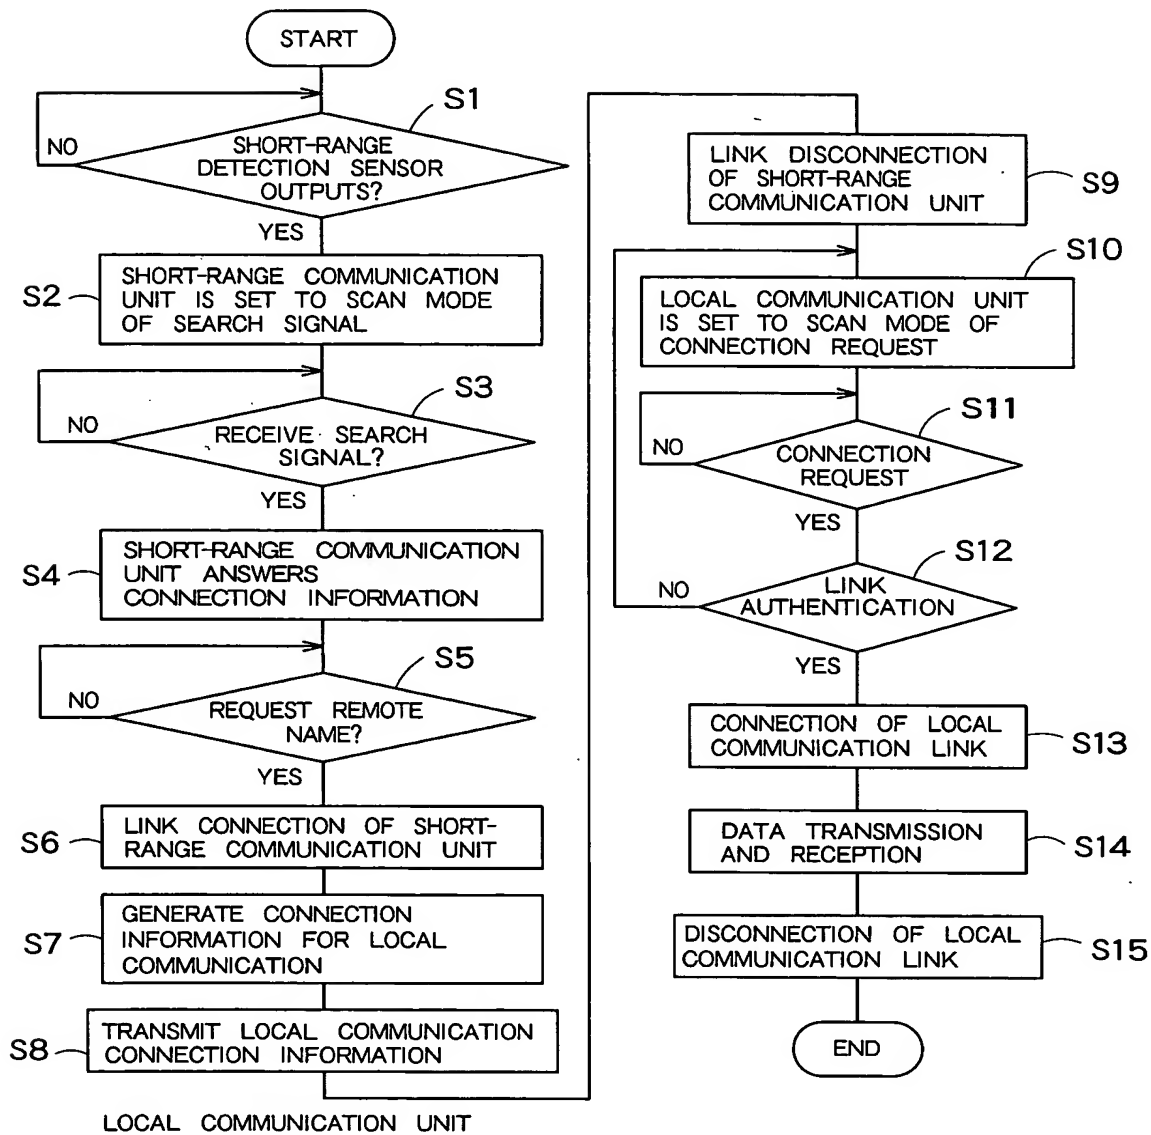 START
S1
NO
SHORT-RANGE
DETECTION SENSOR
OUTPUTS?
YES
S2
SHORT-RANGE COMMUNICATION
UNIT IS SET TO SCAN MODE
OF SEARCH SIGNAL
S3
NO
RECEIVE SEARCH
SIGNAL?
YES
S4
SHORT-RANGE COMMUNICATION
UNIT ANSWERS
CONNECTION INFORMATION
S5
NO
REQUEST REMOTE
NAME?
YES
S6
LINK CONNECTION OF SHORT-
RANGE COMMUNICATION UNIT
S7
GENERATE CONNECTION
INFORMATION FOR LOCAL
COMMUNICATION
S8
TRANSMIT LOCAL COMMUNICATION
CONNECTION INFORMATION
LOCAL COMMUNICATION UNIT
LINK DISCONNECTION
OF SHORT-RANGE
COMMUNICATION UNIT
S9
S10
LOCAL COMMUNICATION UNIT
IS SET TO SCAN MODE OF
CONNECTION REQUEST
S11
NO
CONNECTION
REQUEST
YES
S12
NO
LINK
AUTHENTICATION
YES
CONNECTION OF LOCAL
COMMUNICATION LINK
S13
DATA TRANSMISSION
AND RECEPTION
S14
DISCONNECTION OF LOCAL
COMMUNICATION LINK
S15
END